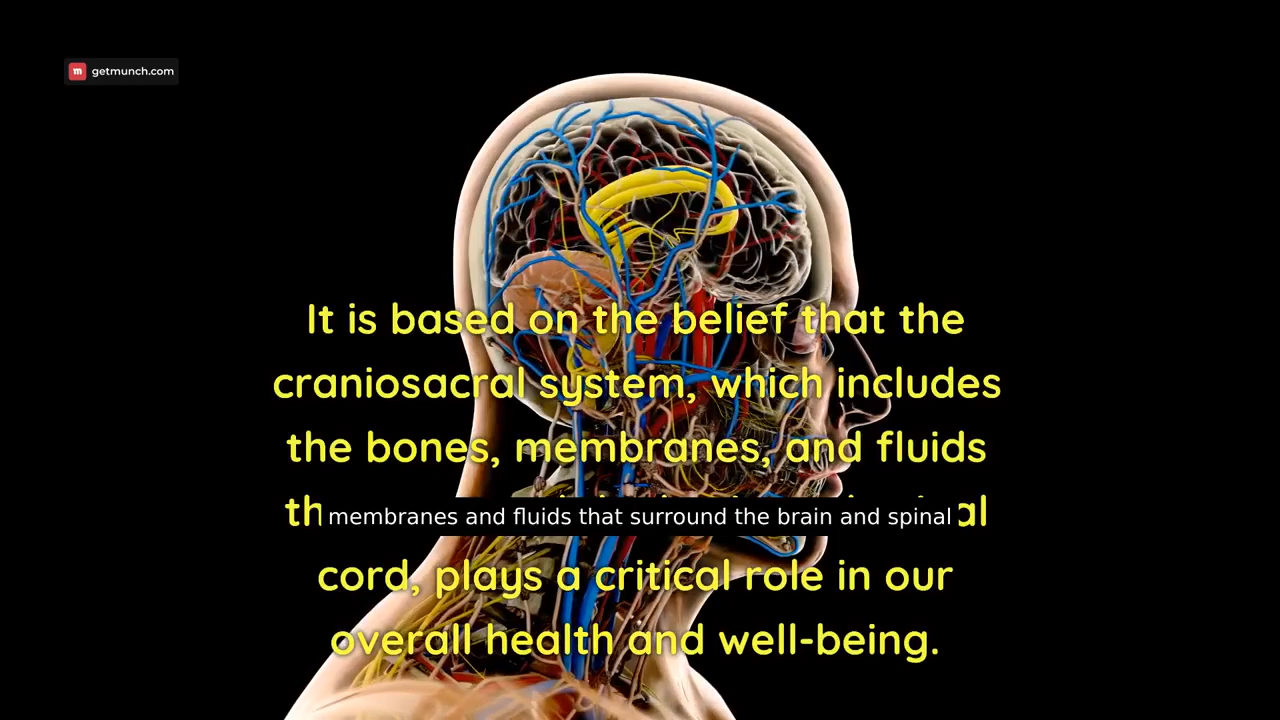 m getmunch.com
It is based on the belief that the
craniosacral system, which includes
the bones, membranes, and fluids
membranes and fluids that surround the brain and spinal
cord, plays a critical role in our
overall health and well-being.